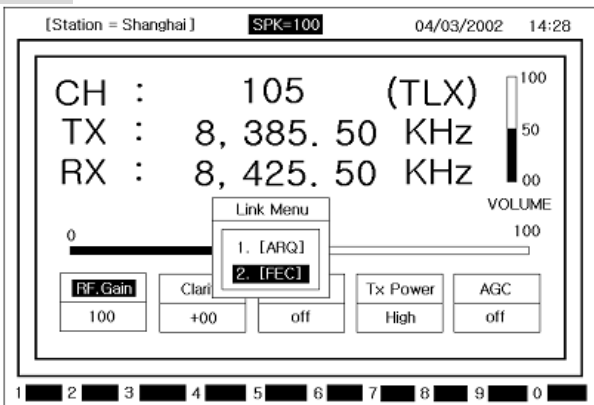 [Station = Shanghai] SPK=100 04/03/2002 14:28
CH : 105 (TLX)
100
TX : 8, 385. 50 KHz
50
RX : 8, 425. 50 KHz
00
VOLUME
Link Menu
0 100
1. [ARQ]
2. [FEC]
RF.Gain Tx Power AGC
100 +00 off High off
1 2 3 4 5 6 7 8 9 0